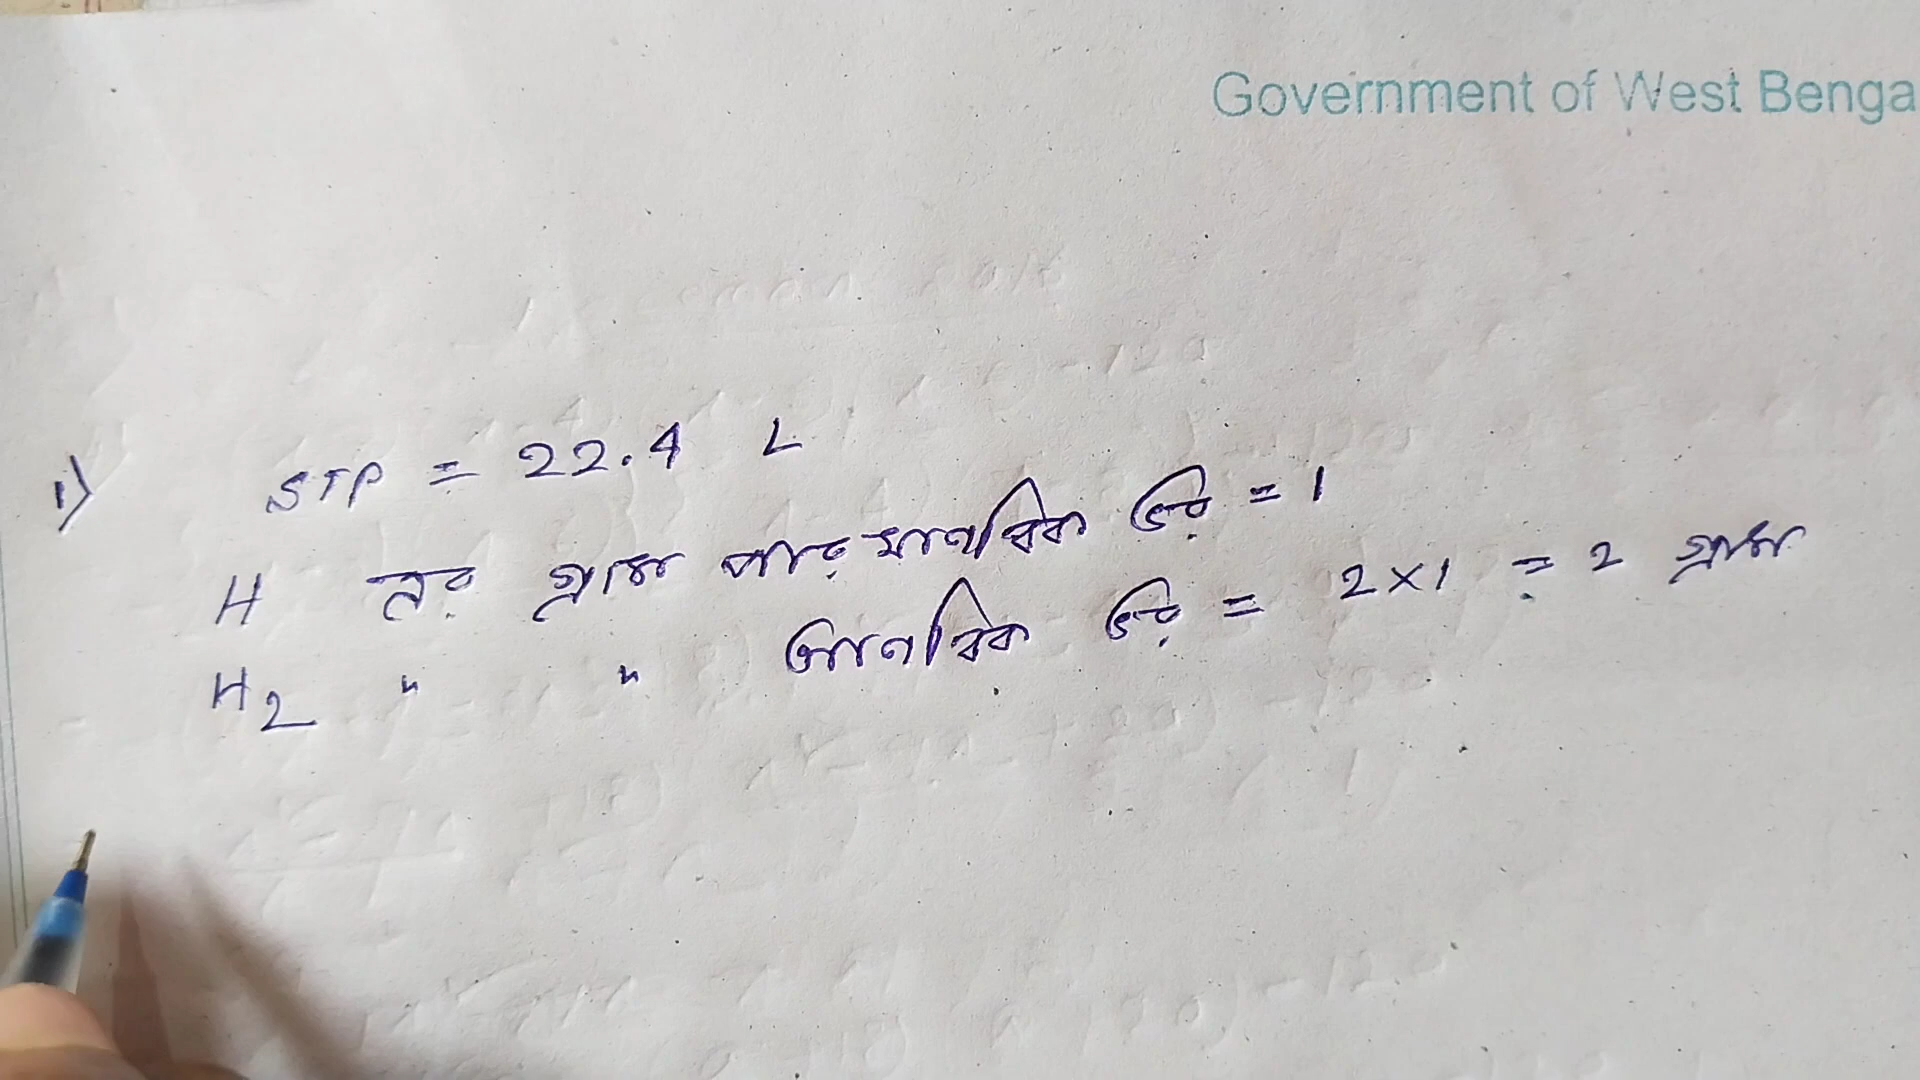 Government of West Benga
1) STP = 22.4 L
H এর গ্রাম পারমাণবিক ভর = 1
H2 " " আণবিক ভর = 2×1 = 2 গ্রাম